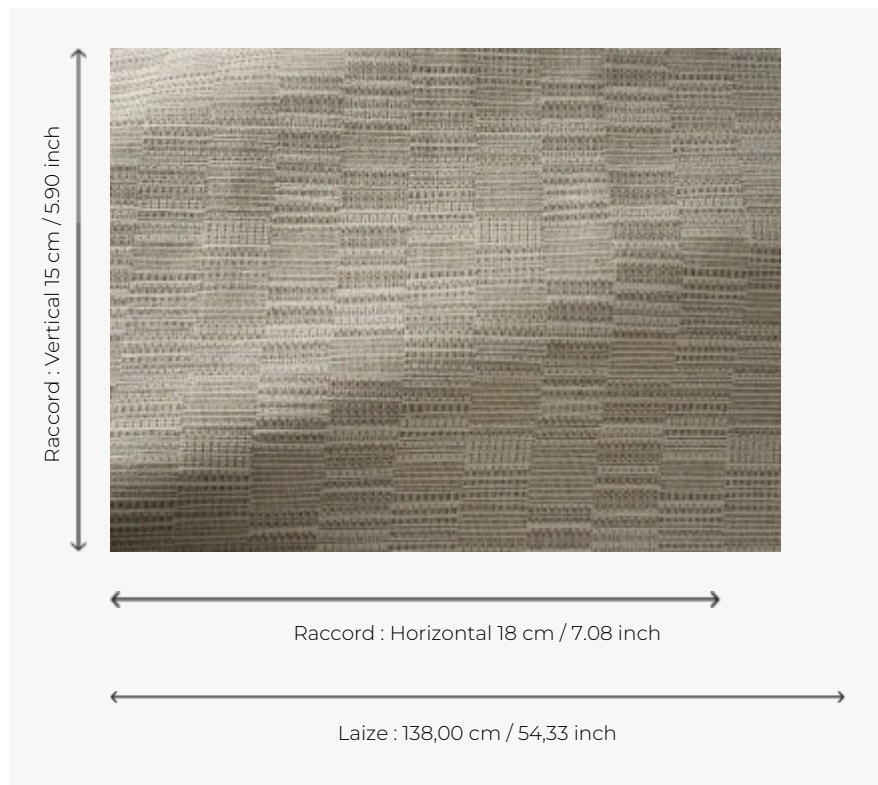 Raccord : Vertical 15 cm / 5.90 inch
Raccord : Horizontal 18 cm / 7.08 inch
Laize : 138,00 cm / 54,33 inch